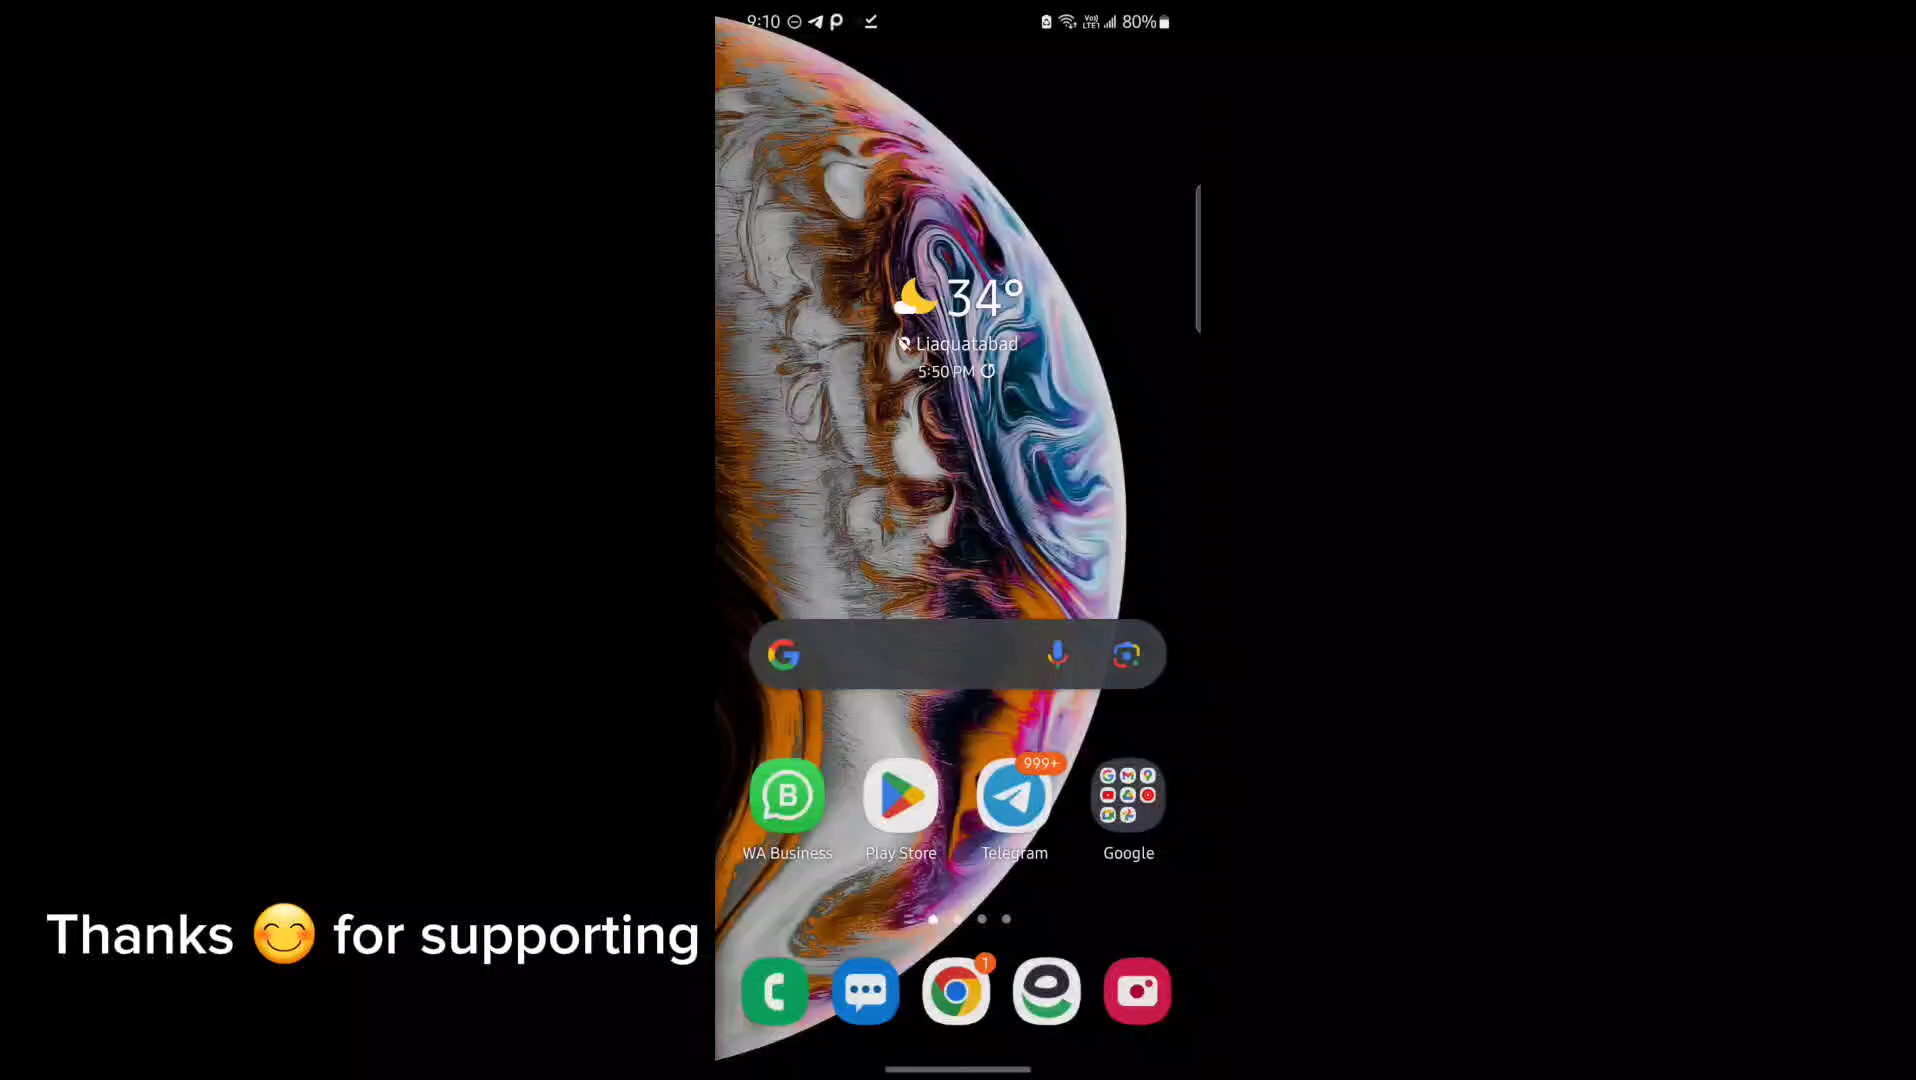 9:10 80%
34°
Liaquatabad
5:50 PM
999+
WA Business Play Store Telegram Google
Thanks 😊 for supporting
1